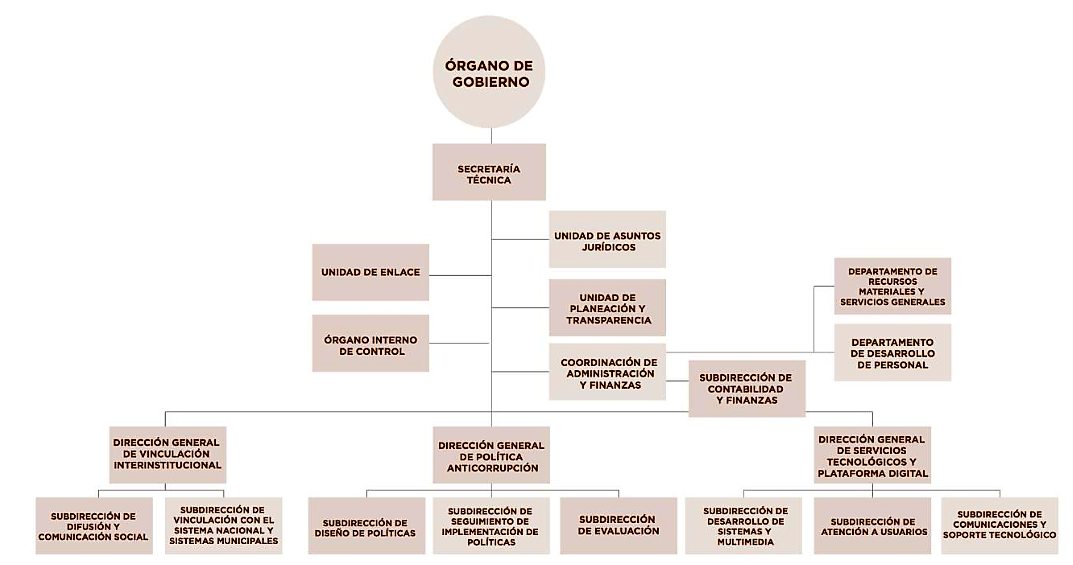 ÓRGANO DE
GOBIERNO
SECRETARÍA
TÉCNICA
UNIDAD DE ASUNTOS
JURÍDICOS
UNIDAD DE ENLACE
DEPARTAMENTO DE
RECURSOS
MATERIALES Y
SERVICIOS GENERALES
UNIDAD DE
PLANEACIÓN Y
TRANSPARENCIA
ÓRGANO INTERNO
DE CONTROL
DEPARTAMENTO
DE DESARROLLO
DE PERSONAL
COORDINACIÓN DE
ADMINISTRACIÓN
Y FINANZAS
SUBDIRECCIÓN DE
CONTABILIDAD
Y FINANZAS
DIRECCIÓN GENERAL
DE VINCULACIÓN
INTERINSTITUCIONAL
DIRECCIÓN GENERAL
DE POLÍTICA
ANTICORRUPCIÓN
DIRECCIÓN GENERAL
DE SERVICIOS
TECNOLÓGICOS Y
PLATAFORMA DIGITAL
SUBDIRECCIÓN DE
DIFUSIÓN Y
COMUNICACIÓN SOCIAL
SUBDIRECCIÓN DE
VINCULACIÓN CON EL
SISTEMA NACIONAL Y
SISTEMAS MUNICIPALES
SUBDIRECCIÓN DE
DISEÑO DE POLÍTICAS
SUBDIRECCIÓN DE
SEGUIMIENTO DE
IMPLEMENTACIÓN DE
POLÍTICAS
SUBDIRECCIÓN
DE EVALUACIÓN
SUBDIRECCIÓN DE
DESARROLLO DE
SISTEMAS Y
MULTIMEDIA
SUBDIRECCIÓN DE
ATENCIÓN A USUARIOS
SUBDIRECCIÓN DE
COMUNICACIONES Y
SOPORTE TECNOLÓGICO